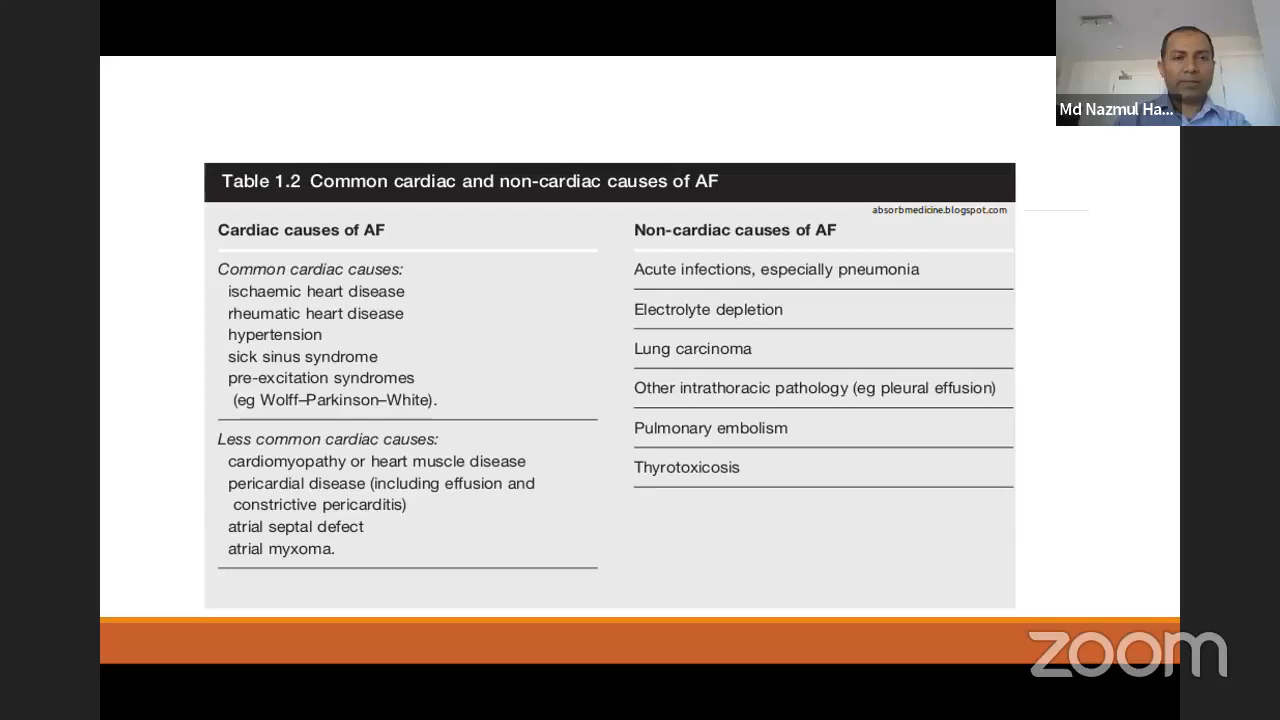 Md Nazmul Ha...
Table 1.2 Common cardiac and non-cardiac causes of AF
absorbmedicine.blogspot.com
Cardiac causes of AF
Common cardiac causes:
ischaemic heart disease
rheumatic heart disease
hypertension
sick sinus syndrome
pre-excitation syndromes
(eg Wolff–Parkinson–White).
Less common cardiac causes:
cardiomyopathy or heart muscle disease
pericardial disease (including effusion and
constrictive pericarditis)
atrial septal defect
atrial myxoma.
Non-cardiac causes of AF
Acute infections, especially pneumonia
Electrolyte depletion
Lung carcinoma
Other intrathoracic pathology (eg pleural effusion)
Pulmonary embolism
Thyrotoxicosis
zoom